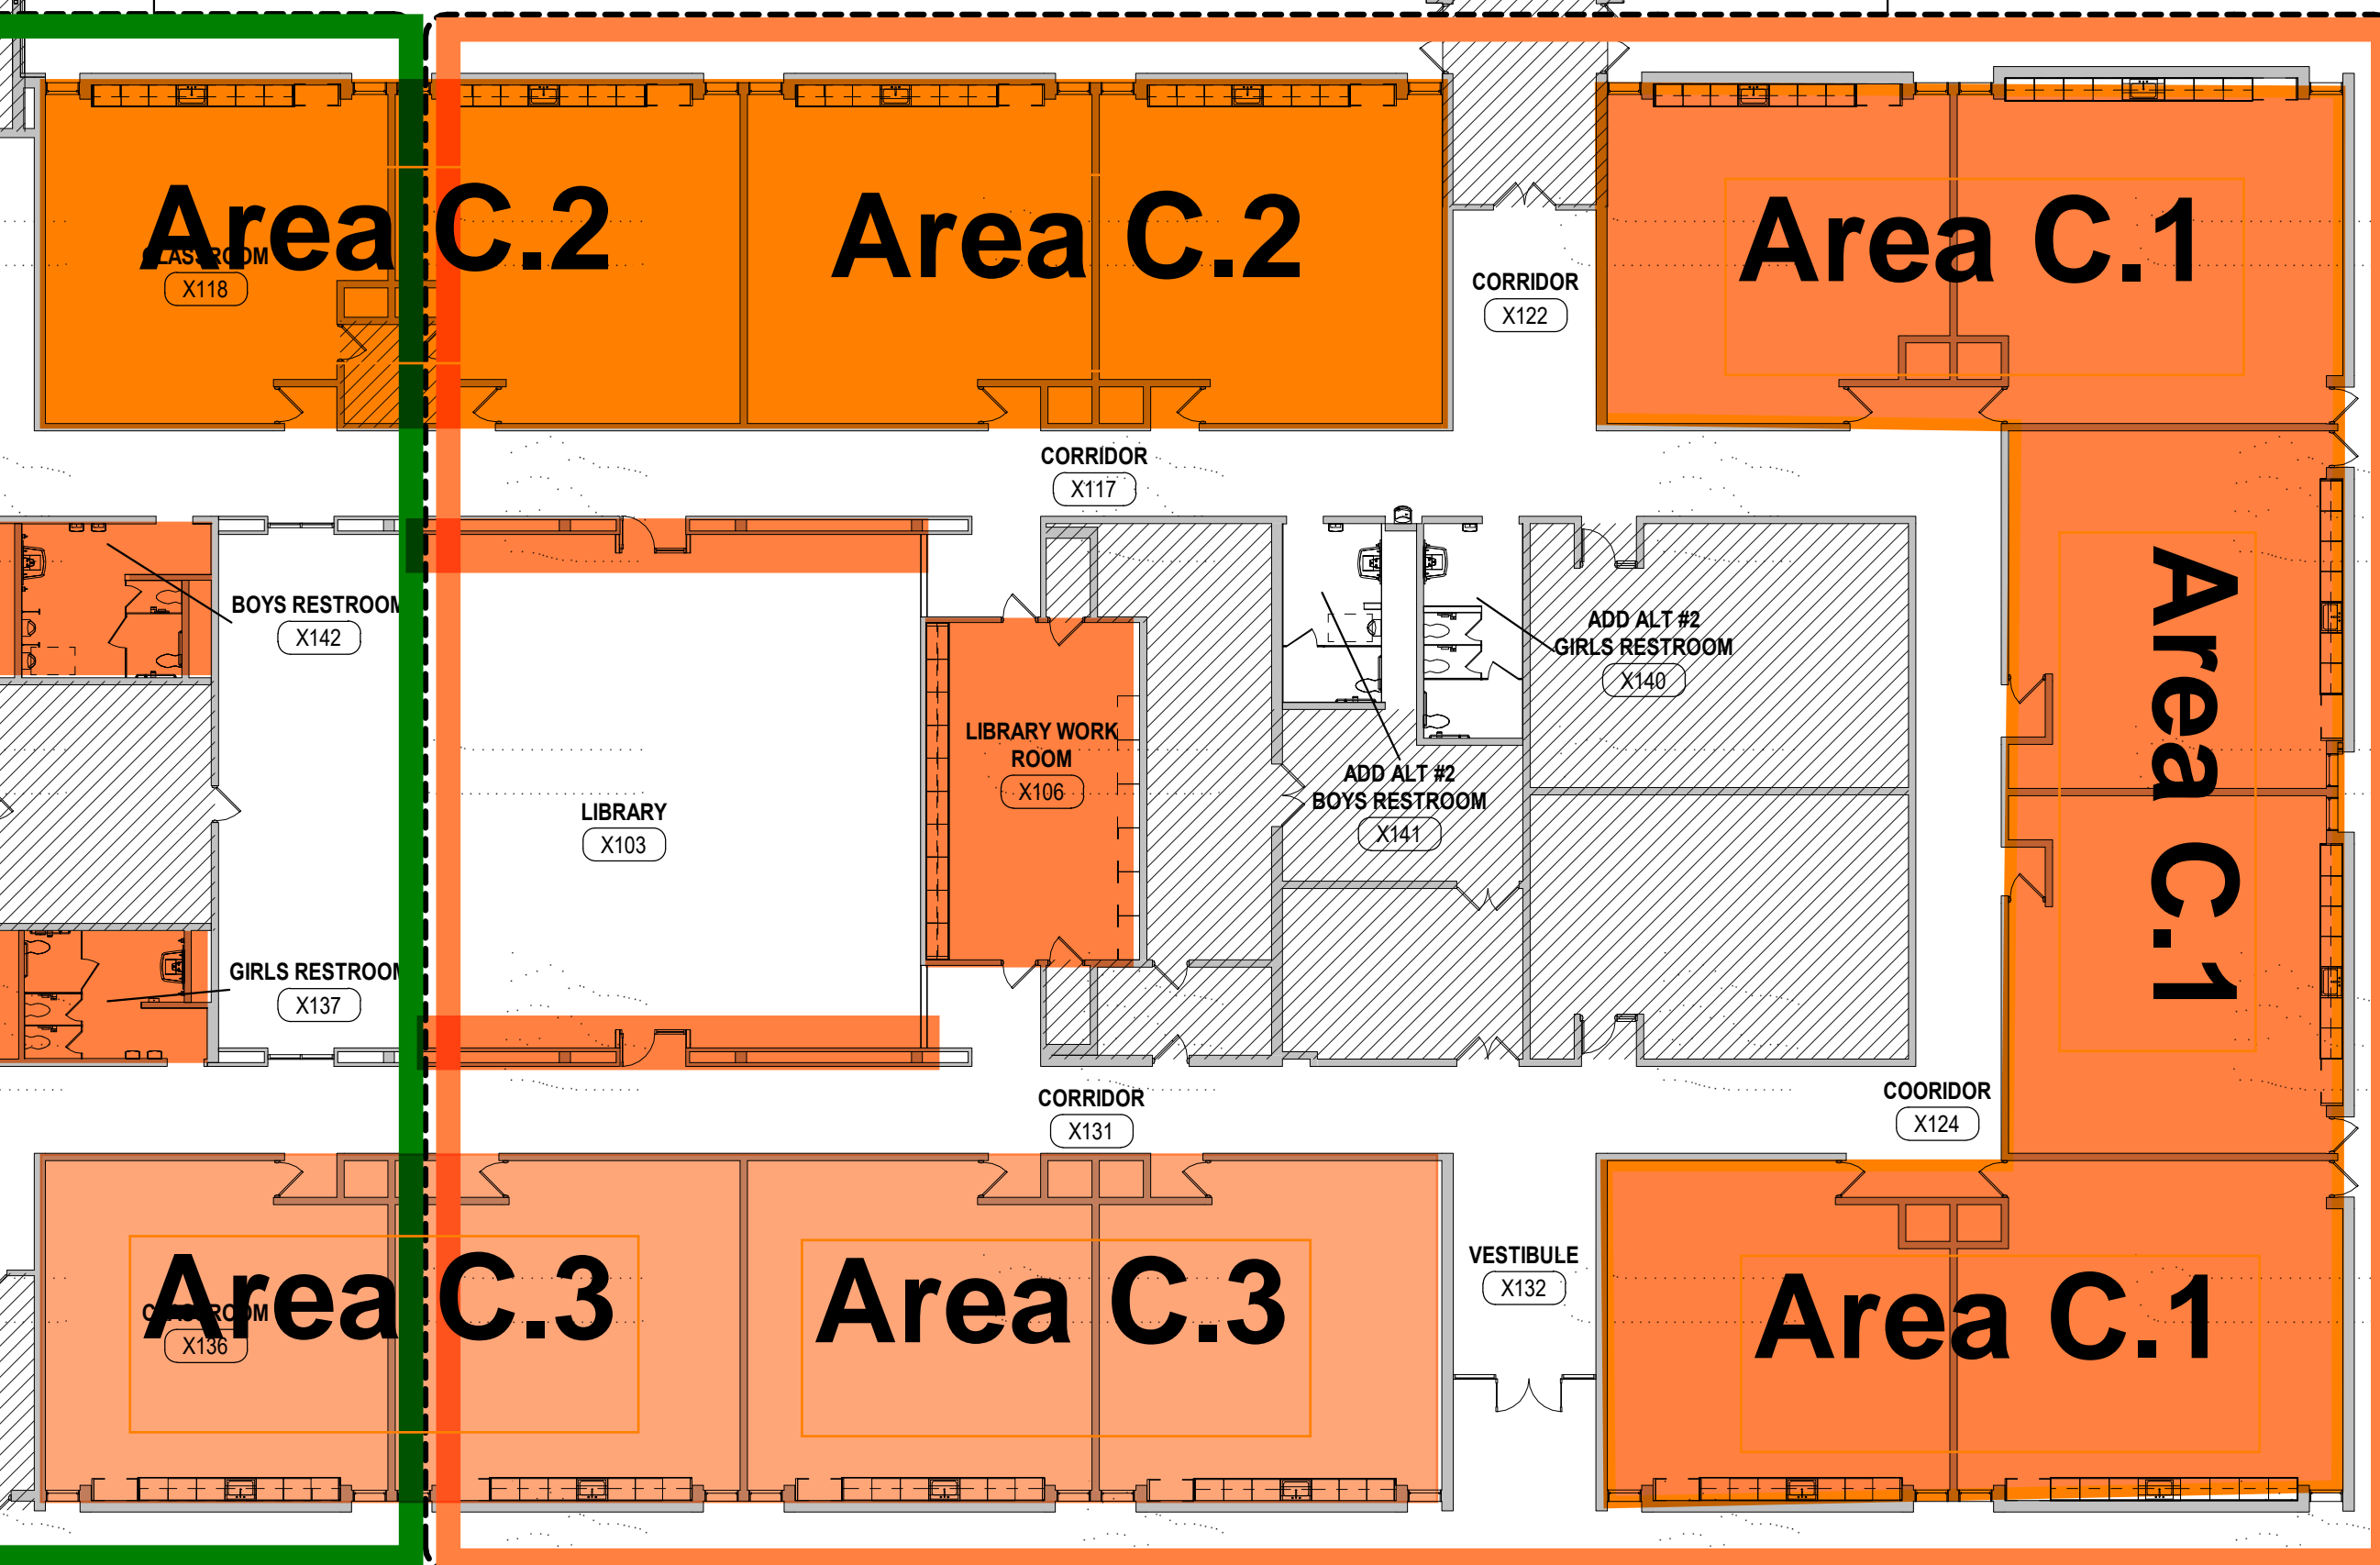 Area C.2
CLASSROOM
X118
Area C.2
CORRIDOR
X122
Area C.1
CORRIDOR
X117
BOYS RESTROOM
X142
ADD ALT #2
GIRLS RESTROOM
X140
LIBRARY WORK
ROOM
X106
ADD ALT #2
BOYS RESTROOM
X141
LIBRARY
X103
Area C.1
GIRLS RESTROOM
X137
CORRIDOR
X131
COORIDOR
X124
Area C.3
CLASSROOM
X136
Area C.3
VESTIBULE
X132
Area C.1